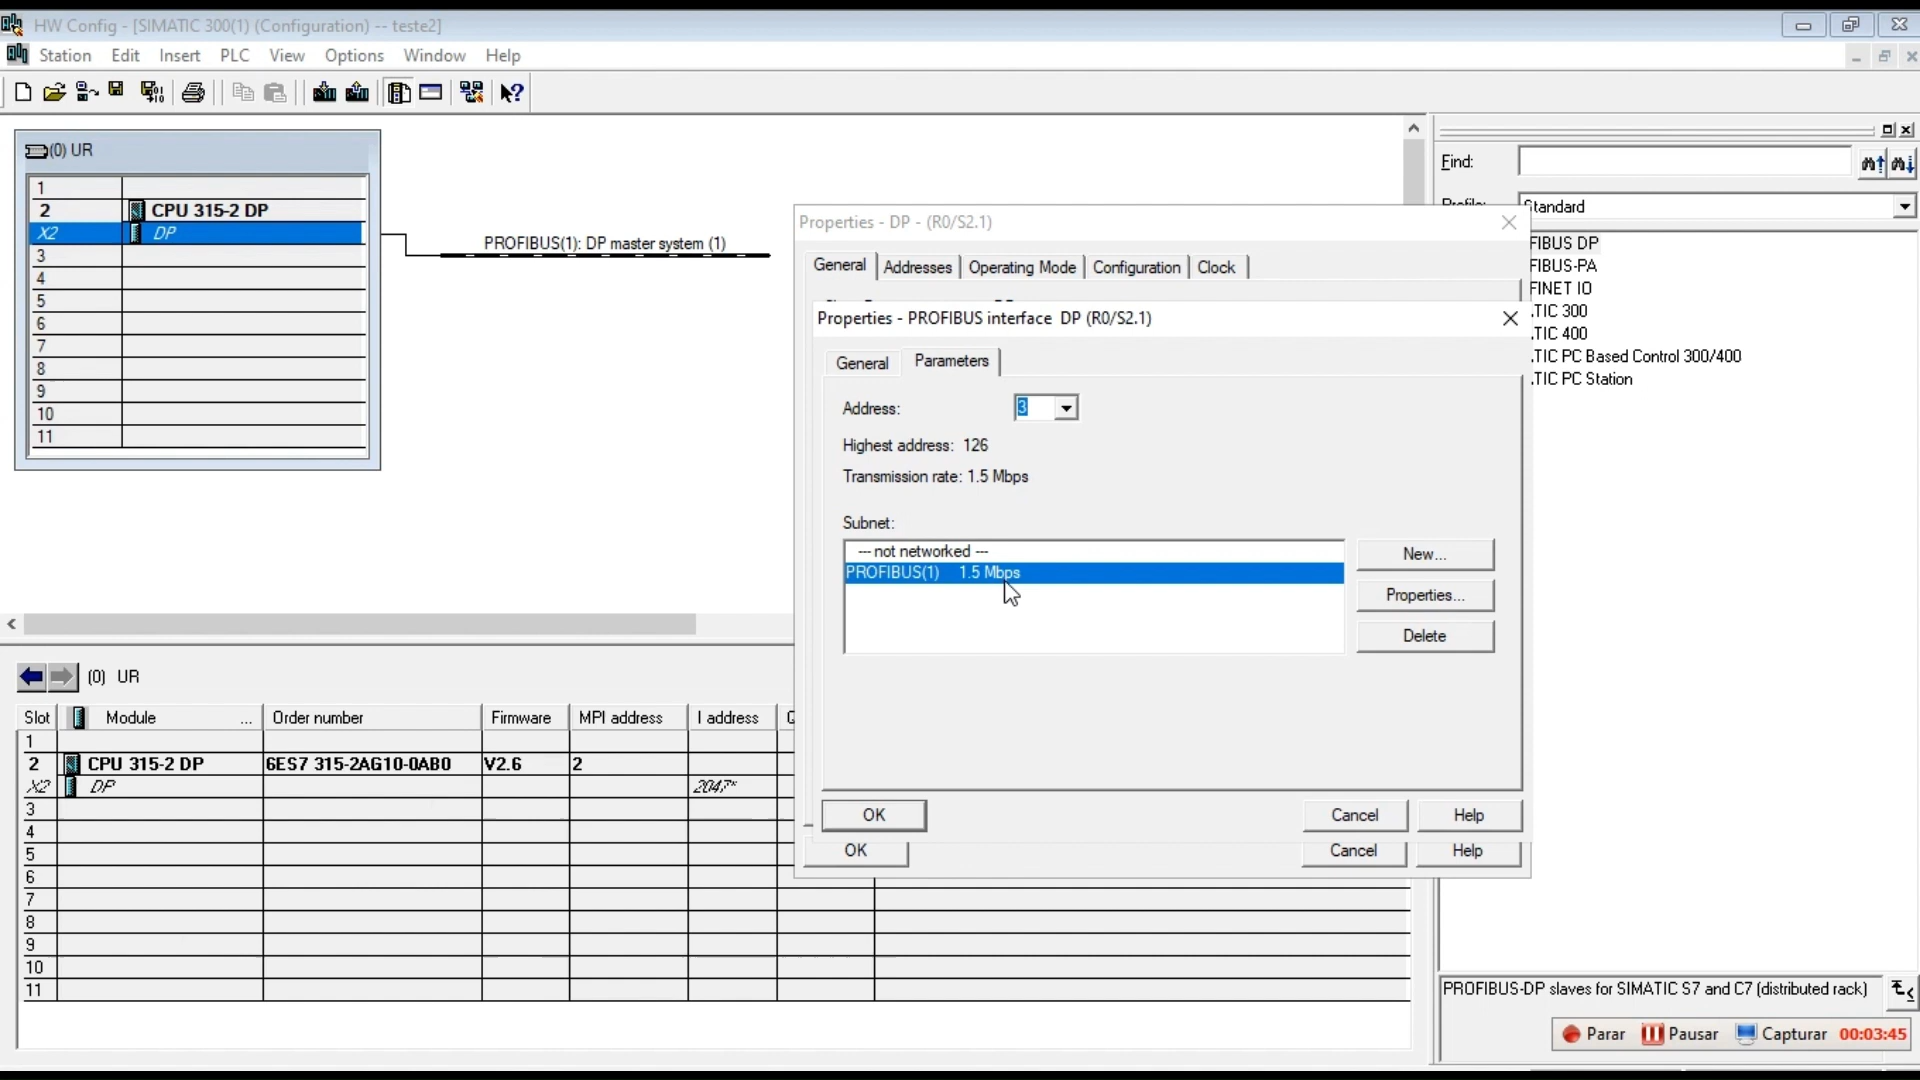 HW Config - [SIMATIC 300(1) (Configuration) -- teste2]
Station Edit Insert PLC View Options Window Help
(0) UR
1
2 CPU 315-2 DP
X2 DP
3
4
5
6
7
8
9
10
11
PROFIBUS(1): DP master system (1)
Find:
Profile: Standard
FIBUS DP
FIBUS-PA
FINET IO
.TIC 300
.TIC 400
.TIC PC Based Control 300/400
.TIC PC Station
Properties - DP - (R0/S2.1)
General Addresses Operating Mode Configuration Clock
Properties - PROFIBUS interface DP (R0/S2.1)
General Parameters
Address: 3
Highest address: 126
Transmission rate: 1.5 Mbps
Subnet:
--- not networked ---
PROFIBUS(1) 1.5 Mbps
New...
Properties...
Delete
OK Cancel Help
OK Cancel Help
(0) UR
Slot Module ... Order number Firmware MPI address I address Q
1
2 CPU 315-2 DP 6ES7 315-2AG10-0AB0 V2.6 2
X2 DP 2047*
3
4
5
6
7
8
9
10
11
PROFIBUS-DP slaves for SIMATIC S7 and C7 (distributed rack)
Parar Pausar Capturar 00:03:45